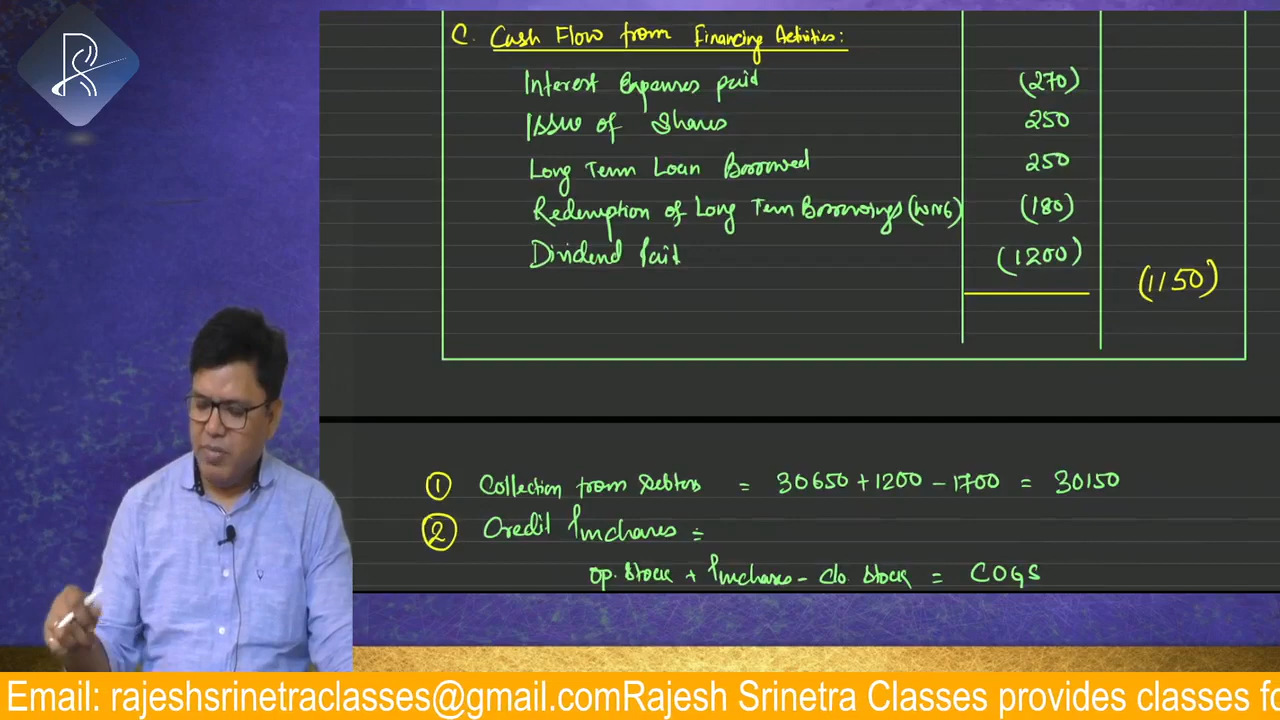 RS
C. Cash Flow from Financing Activities:
Interest Expenses paid (270)
Issue of Shares 250
Long Term Loan Borrowed 250
Redemption of Long Term Borrowings (WN6) (180)
Dividend Paid (1200)
(1150)
① Collection from Debtors = 30650 + 1200 - 1700 = 30150
② Credit Purchases =
Op. Stock + Purchases - Clo. Stock = COGS
Email: rajeshsrinetraclasses@gmail.comRajesh Srinetra Classes provides classes fo